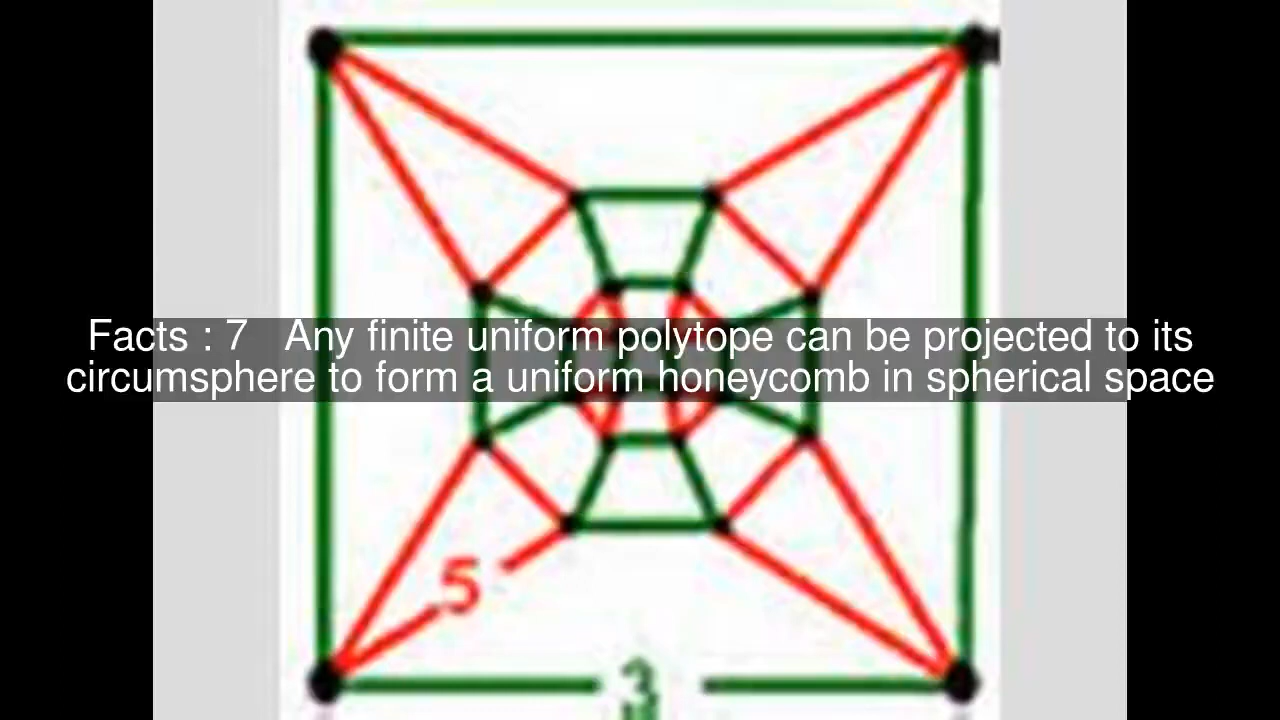 Facts : 7   Any finite uniform polytope can be projected to its
circumsphere to form a uniform honeycomb in spherical space
5
3